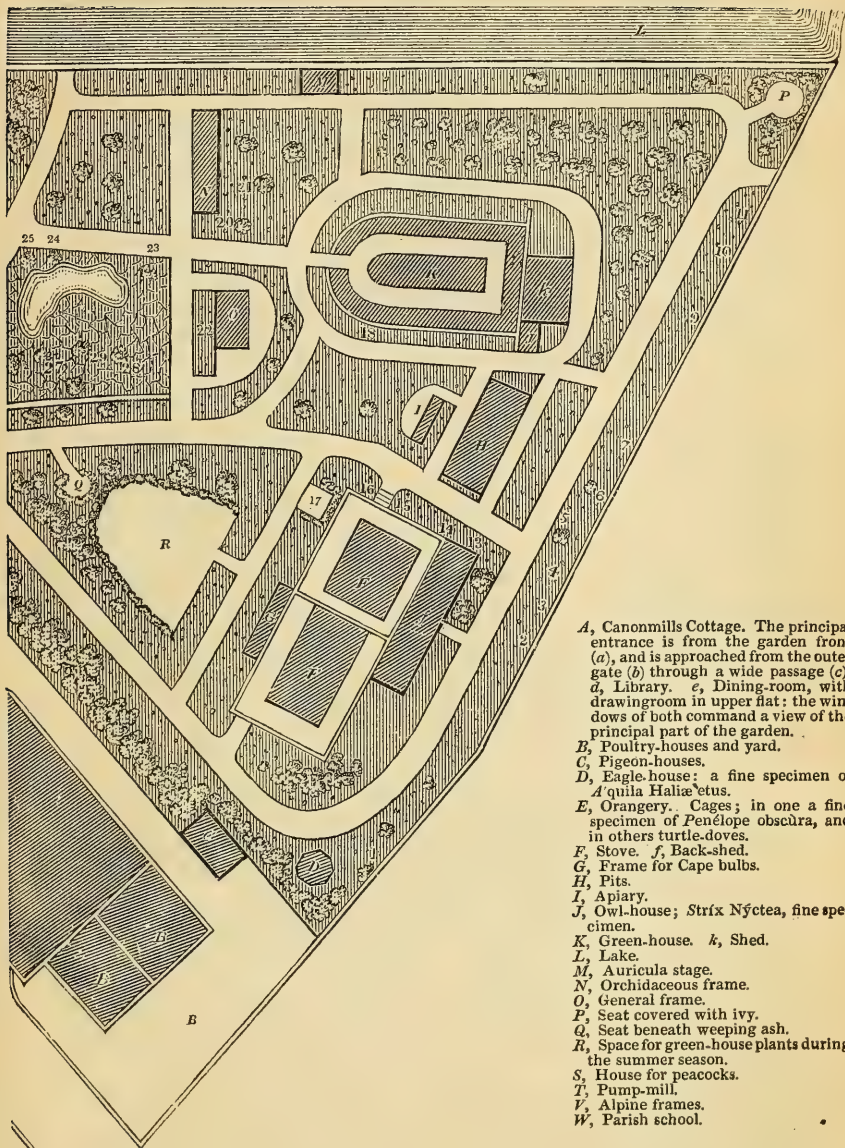 L
P
N
21
20
11
10
25 24
23
K
k
9
O
22
18
27 29 28
7
I
H
6
5
Q
17
16
15
14
13
R
F
4
3
2
F
G
C
D
B
B
B
A, Canonmills Cottage. The principa
entrance is from the garden fron
(a), and is approached from the oute
gate (b) through a wide passage (c
d, Library. e, Dining-room, with
drawingroom in upper flat: the win
dows of both command a view of the
principal part of the garden.
B, Poultry-houses and yard.
C, Pigeon-houses.
D, Eagle-house: a fine specimen o
A'quila Haliæ'etus.
E, Orangery. Cages; in one a fine
specimen of Penélope obscùra, and
in others turtle-doves.
F, Stove. f, Back-shed.
G, Frame for Cape bulbs.
H, Pits.
I, Apiary.
J, Owl-house; Stríx Nýctea, fine spe
cimen.
K, Green-house. k, Shed.
L, Lake.
M, Auricula stage.
N, Orchidaceous frame.
O, General frame.
P, Seat covered with ivy.
Q, Seat beneath weeping ash.
R, Space for green-house plants during
the summer season.
S, House for peacocks.
T, Pump-mill.
V, Alpine frames.
W, Parish school.